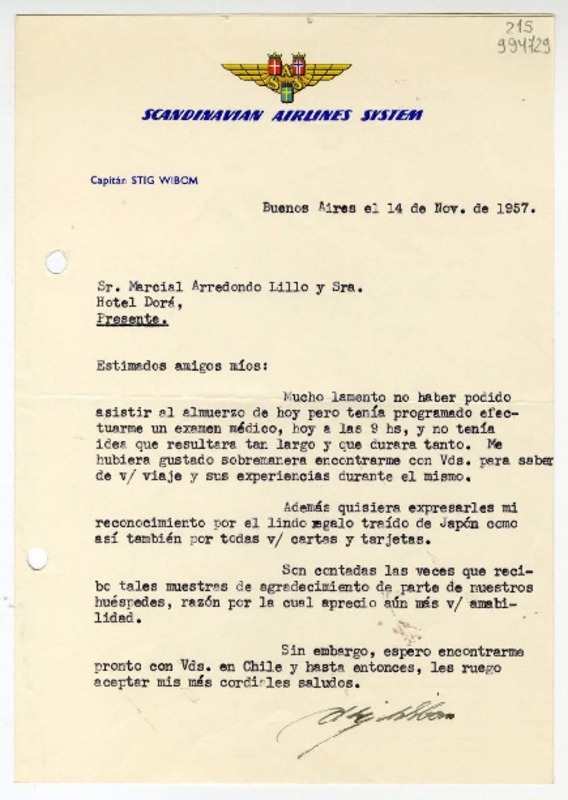 215
994729
SCANDINAVIAN AIRLINES SYSTEM
Capitán STIG WIBOM
Buenos Aires el 14 de Nov. de 1957.
Sr. Marcial Arredondo Lillo y Sra.
Hotel Dorá,
Presente.
Estimados amigos míos:
Mucho lamento no haber podido
asistir al almuerzo de hoy pero tenía programado efec-
tuarme un examen médico, hoy a las 9 hs, y no tenía
idea que resultara tan largo y que durara tanto. Me
hubiera gustado sobremanera encontrarme con Vds. para saber
de v/ viaje y sus experiencias durante el mismo.
Además quisiera expresarles mi
reconocimiento por el lindo regalo traído de Japón como
así también por todas v/ cartas y tarjetas.
Son contadas las veces que reci-
bo tales muestras de agradecimiento de parte de nuestros
huéspedes, razón por la cual aprecio aún más v/ amabi-
lidad.
Sin embargo, espero encontrarme
pronto con Vds. en Chile y hasta entonces, les ruego
aceptar mis más cordiales saludos.
Stig Wibom